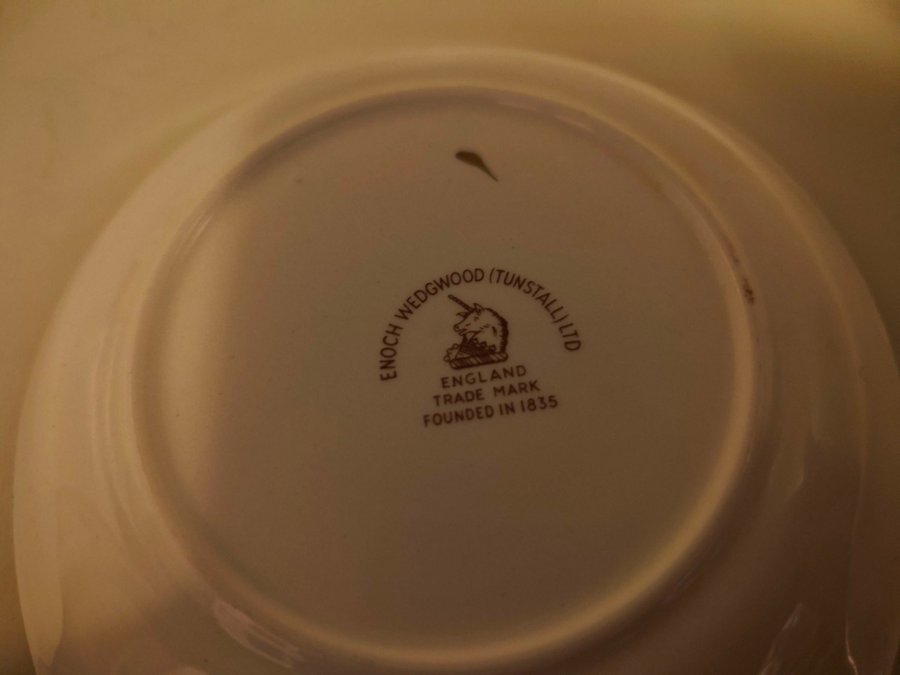 ENOCH WEDGWOOD (TUNSTALL) LTD
ENGLAND
TRADE MARK
FOUNDED IN 1835